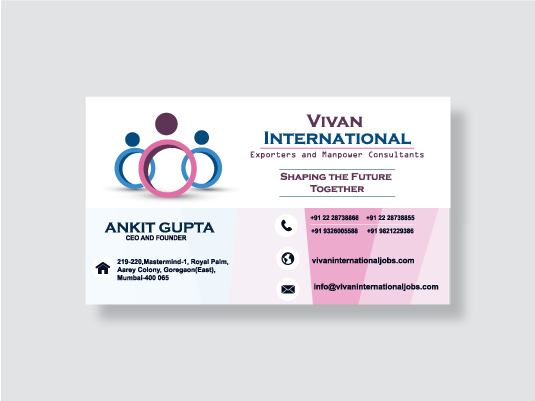 VIVAN
INTERNATIONAL
Exporters and Manpower Consultants
SHAPING THE FUTURE
TOGETHER
ANKIT GUPTA
CEO AND FOUNDER
219-220,Mastermind-1, Royal Palm,
Aarey Colony, Goregaon(East),
Mumbai-400 065
+91 22 28738866 +91 22 28738855
+91 9326005588 +91 9821229386
vivaninternationaljobs.com
info@vivaninternationaljobs.com